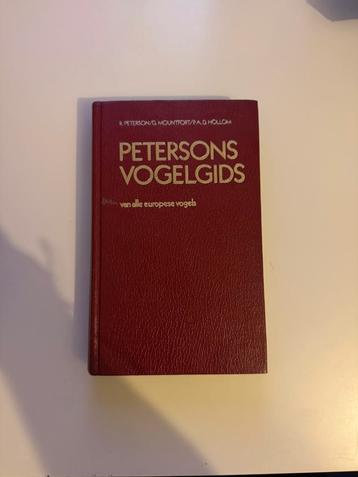 R. PETERSON/G. MOUNTFORT/P.A.D. HOLLOM
PETERSONS
VOGELGIDS
van alle europese vogels